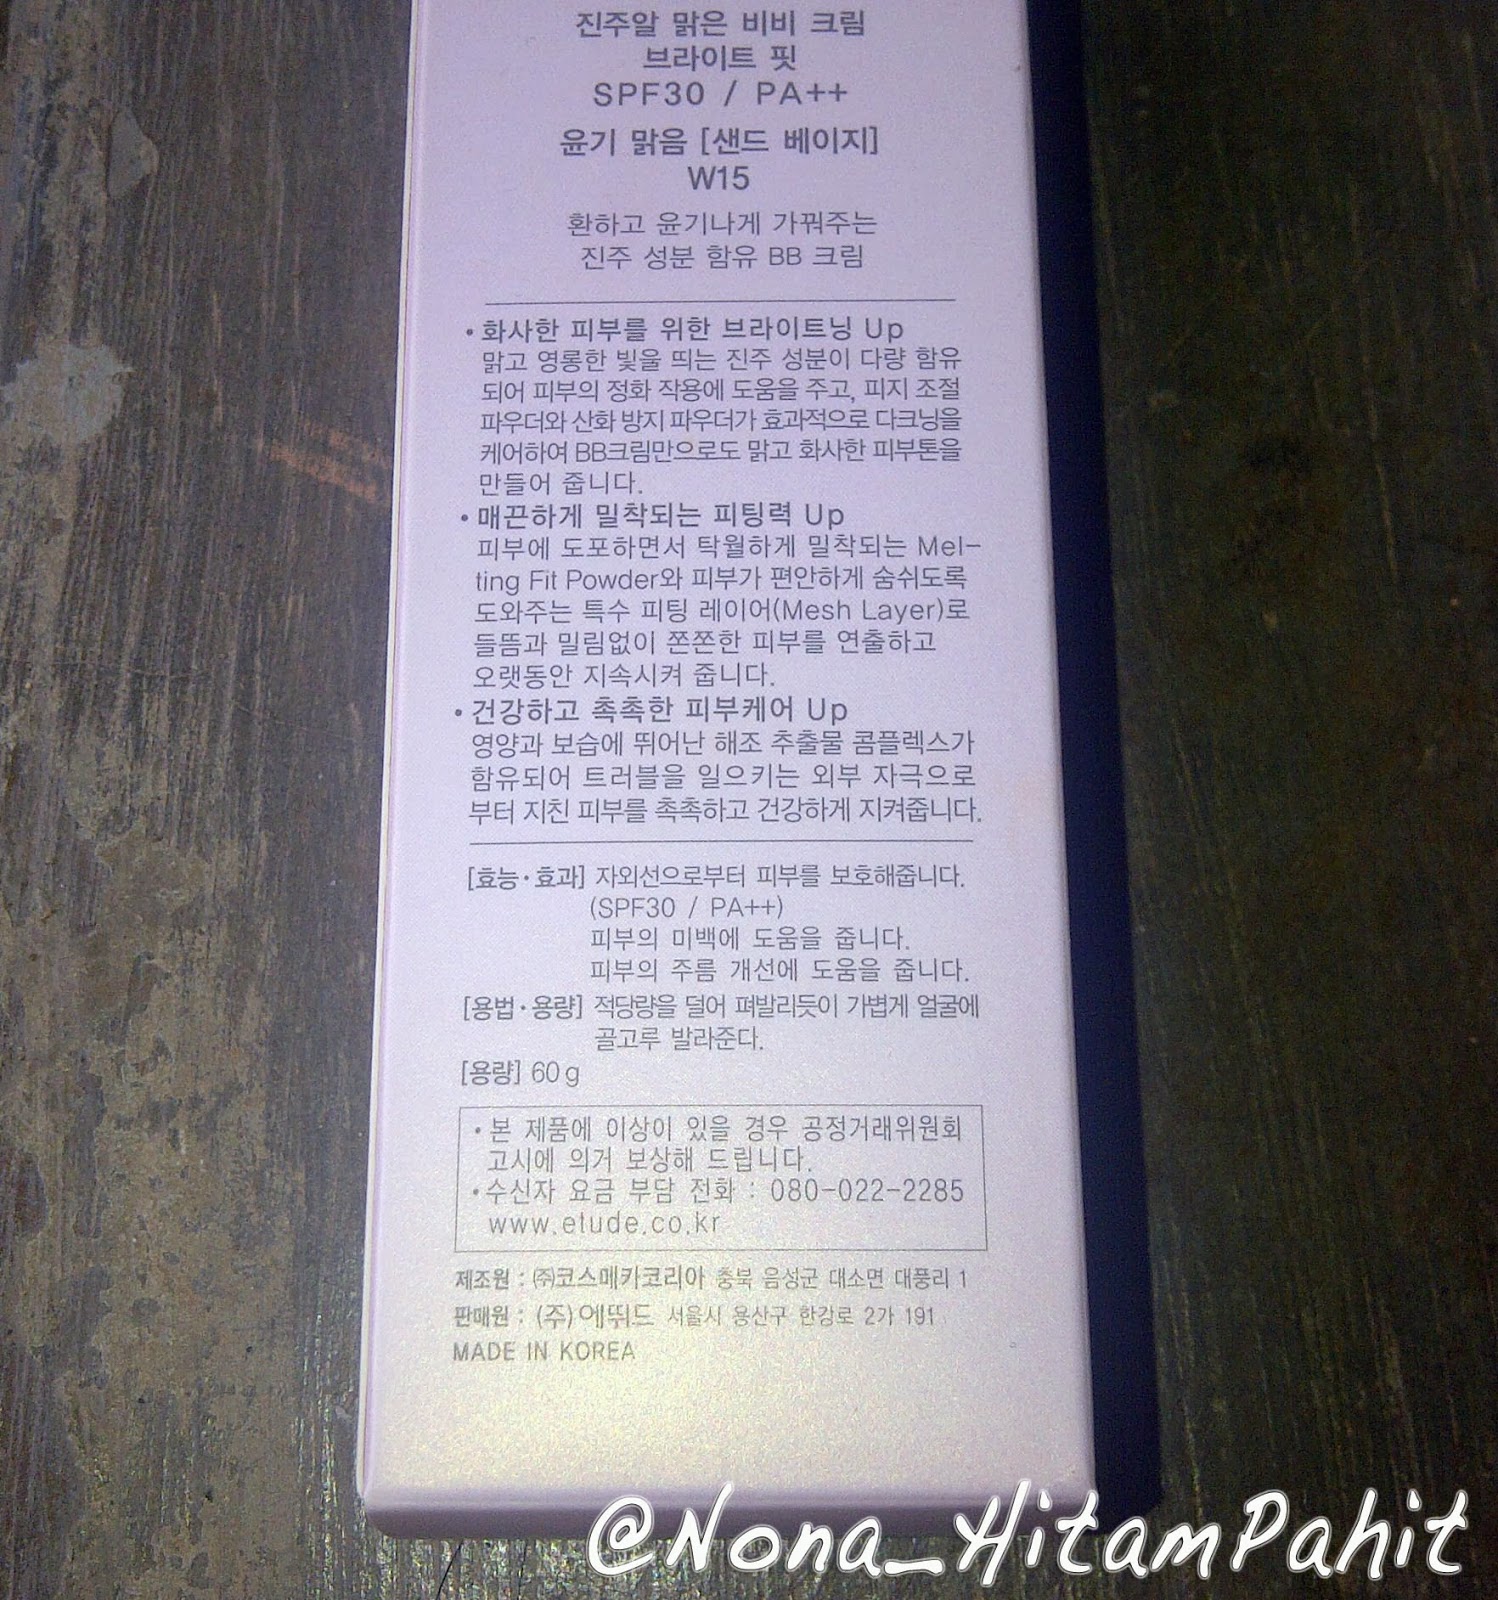 진주알 맑은 비비 크림
브라이트 핏
SPF30 / PA++
윤기 맑음 [샌드 베이지]
W15
환하고 윤기나게 가꿔주는
진주 성분 함유 BB 크림
• 화사한 피부를 위한 브라이트닝 Up
맑고 영롱한 빛을 띄는 진주 성분이 다량 함유
되어 피부의 정화 작용에 도움을 주고, 피지 조절
파우더와 산화 방지 파우더가 효과적으로 다크닝을
케어하여 BB크림만으로도 맑고 화사한 피부톤을
만들어 줍니다.
• 매끈하게 밀착되는 피팅력 Up
피부에 도포하면서 탁월하게 밀착되는 Mel-
ting Fit Powder와 피부가 편안하게 숨쉬도록
도와주는 특수 피팅 레이어(Mesh Layer)로
들뜸과 밀림없이 쫀쫀한 피부를 연출하고
오랫동안 지속시켜 줍니다.
• 건강하고 촉촉한 피부케어 Up
영양과 보습에 뛰어난 해조 추출물 콤플렉스가
함유되어 트러블을 일으키는 외부 자극으로
부터 지친 피부를 촉촉하고 건강하게 지켜줍니다.
[효능·효과] 자외선으로부터 피부를 보호해줍니다.
(SPF30 / PA++)
피부의 미백에 도움을 줍니다.
피부의 주름 개선에 도움을 줍니다.
[용법·용량] 적당량을 덜어 펴발리듯이 가볍게 얼굴에
골고루 발라준다.
[용량] 60 g
• 본 제품에 이상이 있을 경우 공정거래위원회
고시에 의거 보상해 드립니다.
• 수신자 요금 부담 전화 : 080-022-2285
www.etude.co.kr
제조원 : ㈜코스메카코리아 충북 음성군 대소면 대풍리 1
판매원 : (주)에뛰드 서울시 용산구 한강로 2가 191
MADE IN KOREA
@Nona_HitamPahit